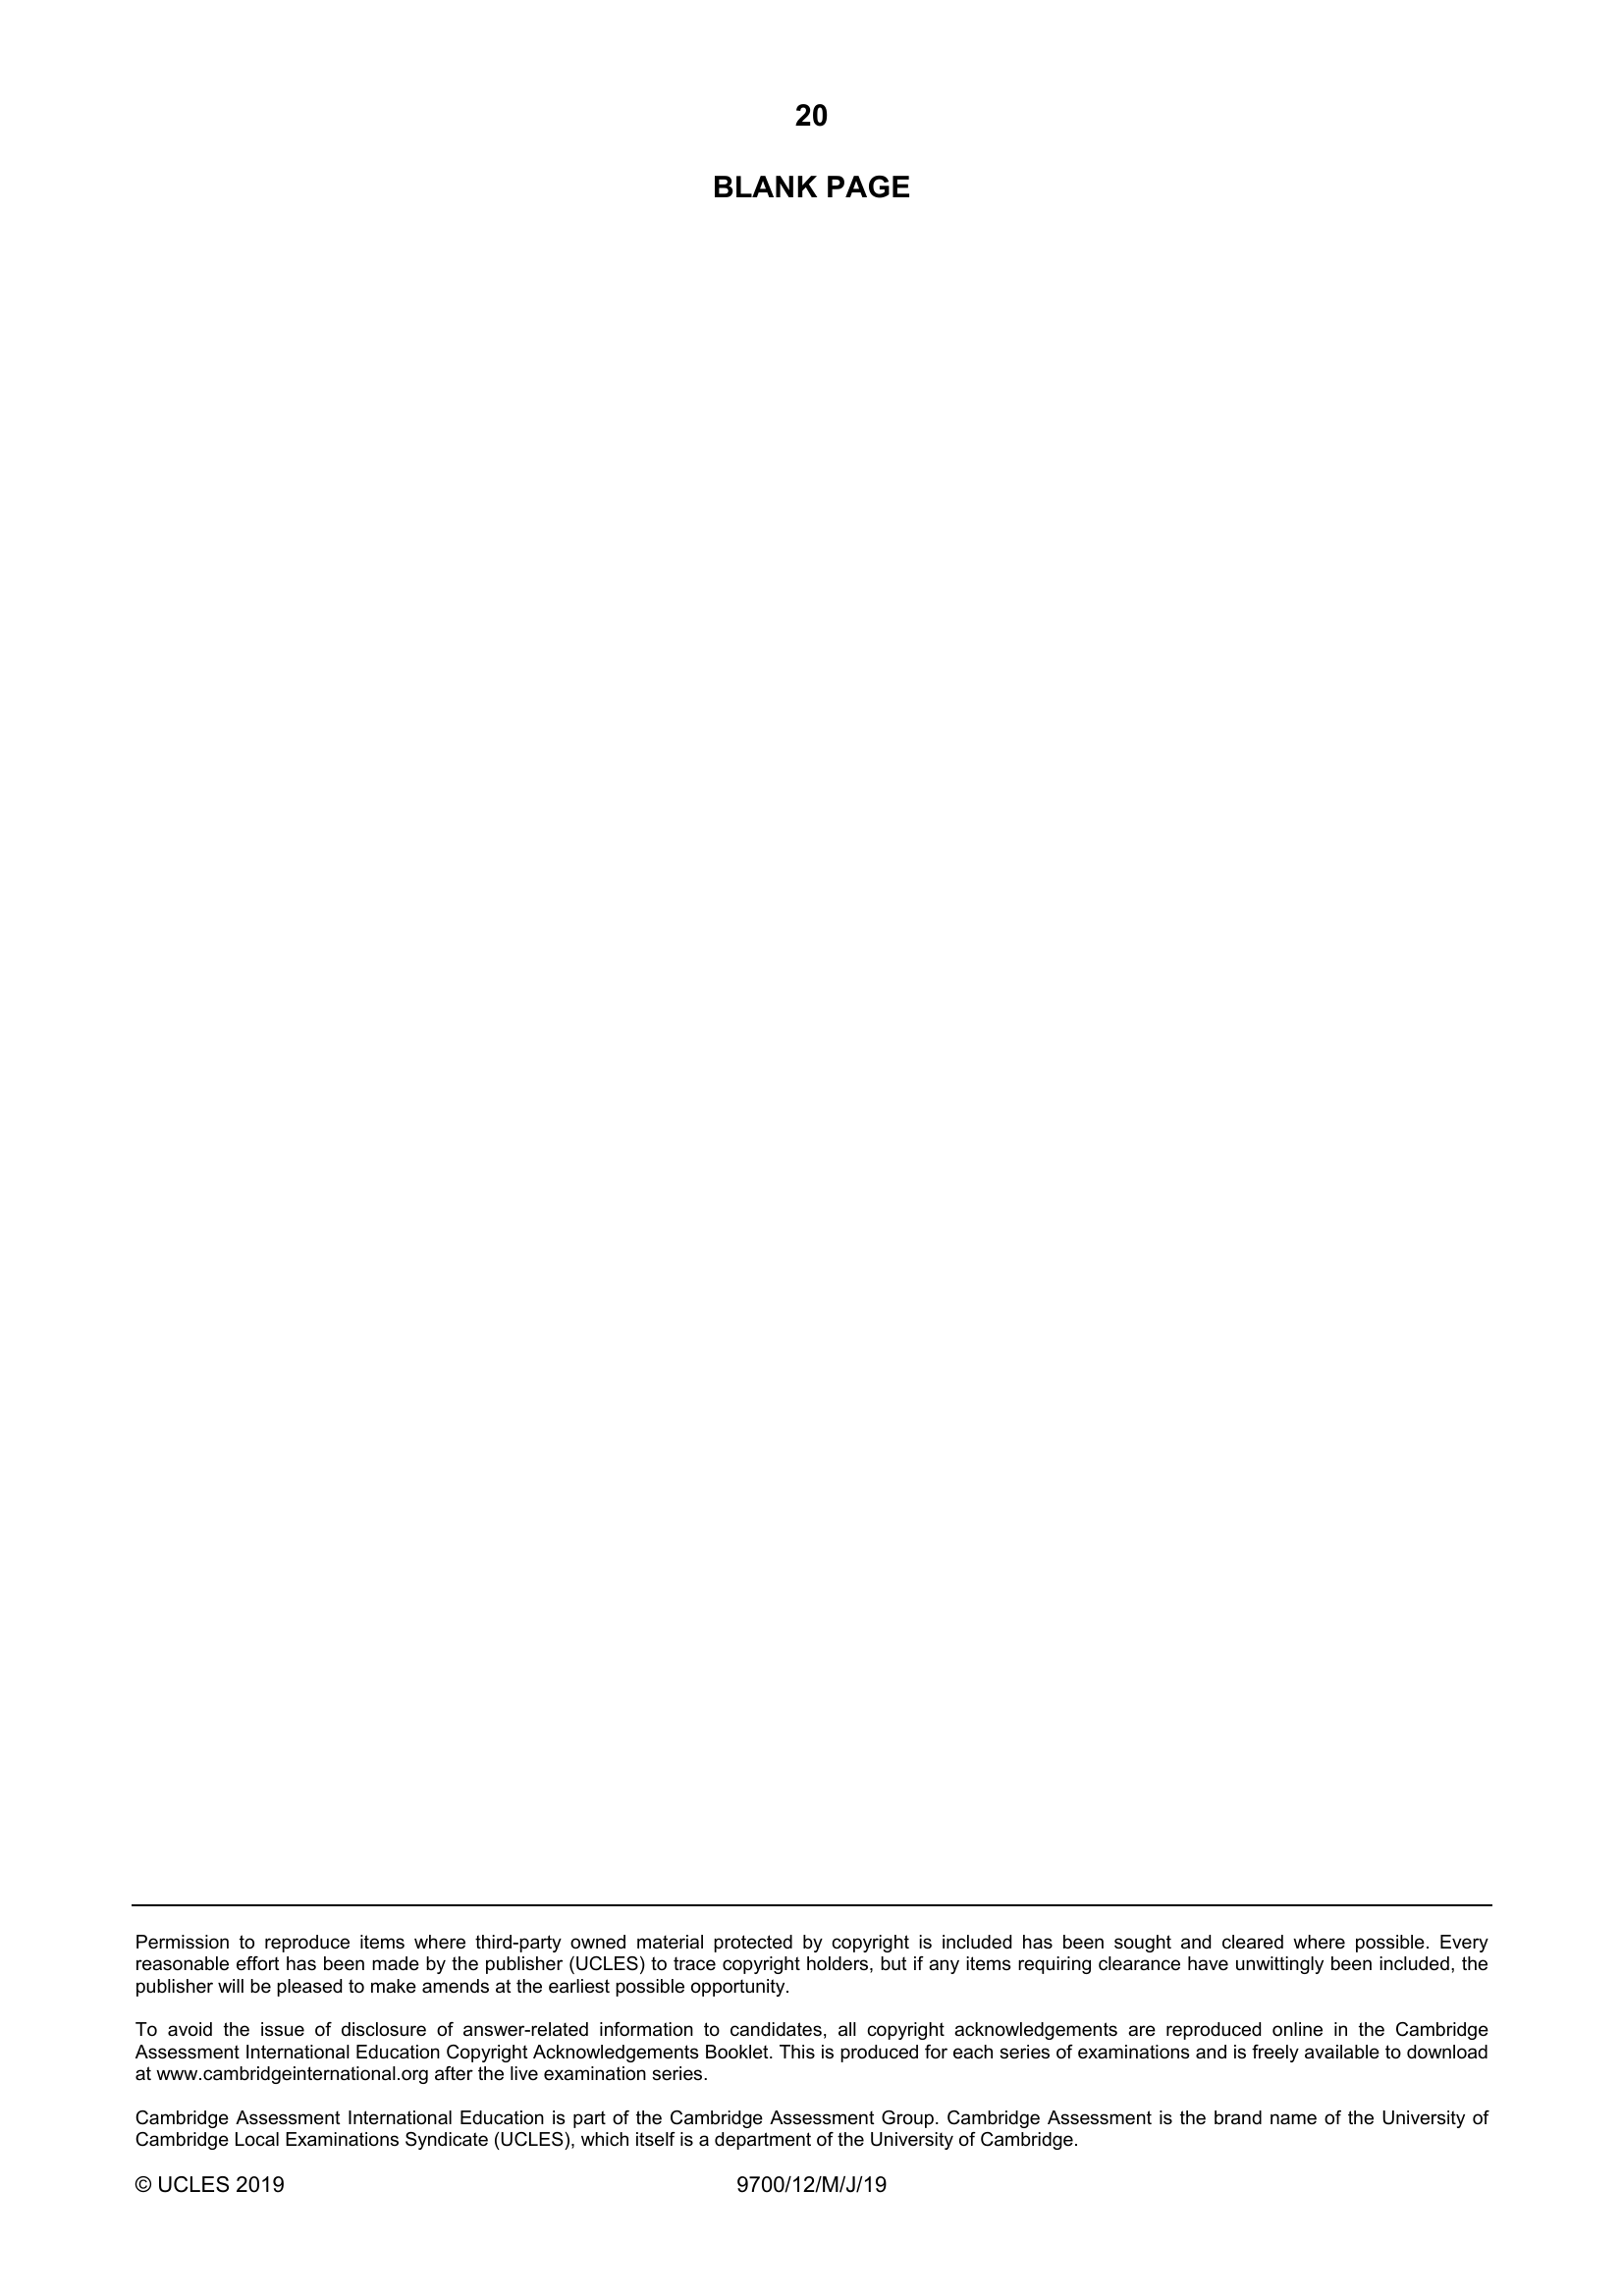 20
BLANK PAGE
Permission to reproduce items where third-party owned material protected by copyright is included has been sought and cleared where possible. Every
reasonable effort has been made by the publisher (UCLES) to trace copyright holders, but if any items requiring clearance have unwittingly been included, the
publisher will be pleased to make amends at the earliest possible opportunity.
To avoid the issue of disclosure of answer-related information to candidates, all copyright acknowledgements are reproduced online in the Cambridge
Assessment International Education Copyright Acknowledgements Booklet. This is produced for each series of examinations and is freely available to download
at www.cambridgeinternational.org after the live examination series.
Cambridge Assessment International Education is part of the Cambridge Assessment Group. Cambridge Assessment is the brand name of the University of
Cambridge Local Examinations Syndicate (UCLES), which itself is a department of the University of Cambridge.
© UCLES 2019 9700/12/M/J/19